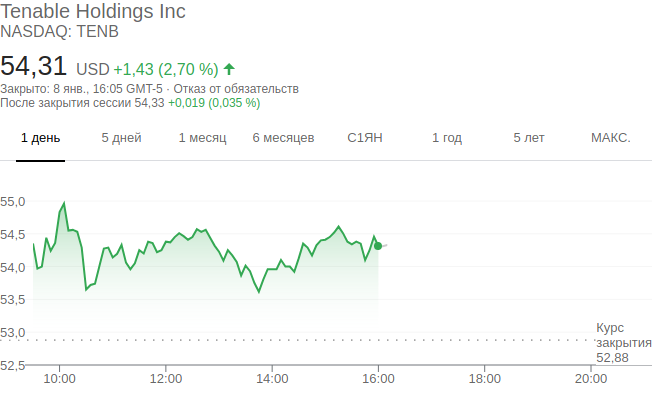 Tenable Holdings Inc
NASDAQ: TENB
54,31 USD +1,43 (2,70 %)
Закрыто: 8 янв., 16:05 GMT-5 · Отказ от обязательств
После закрытия сессии 54,33 +0,019 (0,035 %)
1 день 5 дней 1 месяц 6 месяцев С1ЯН 1 год 5 лет МАКС.
55,0
54,5
54,0
53,5
53,0
Курс
закрытия
52,88
52,5
10:00 12:00 14:00 16:00 18:00 20:00